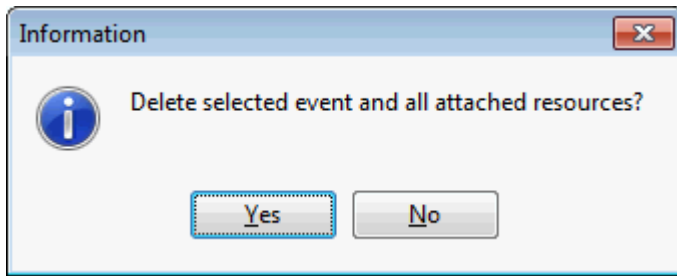 Information
Delete selected event and all attached resources?
Yes
No